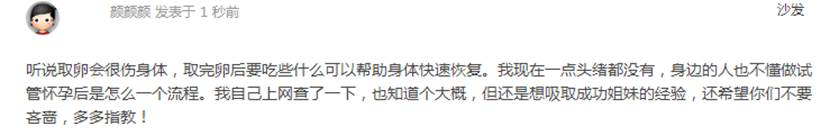 颜颜颜 发表于 1 秒前 沙发
听说取卵会很伤身体，取完卵后要吃些什么可以帮助身体快速恢复。我现在一点头绪都没有，身边的人也不懂做试
管怀孕后是怎么一个流程。我自己上网查了一下，也知道个大概，但还是想吸取成功姐妹的经验，还希望你们不要
吝啬，多多指教！